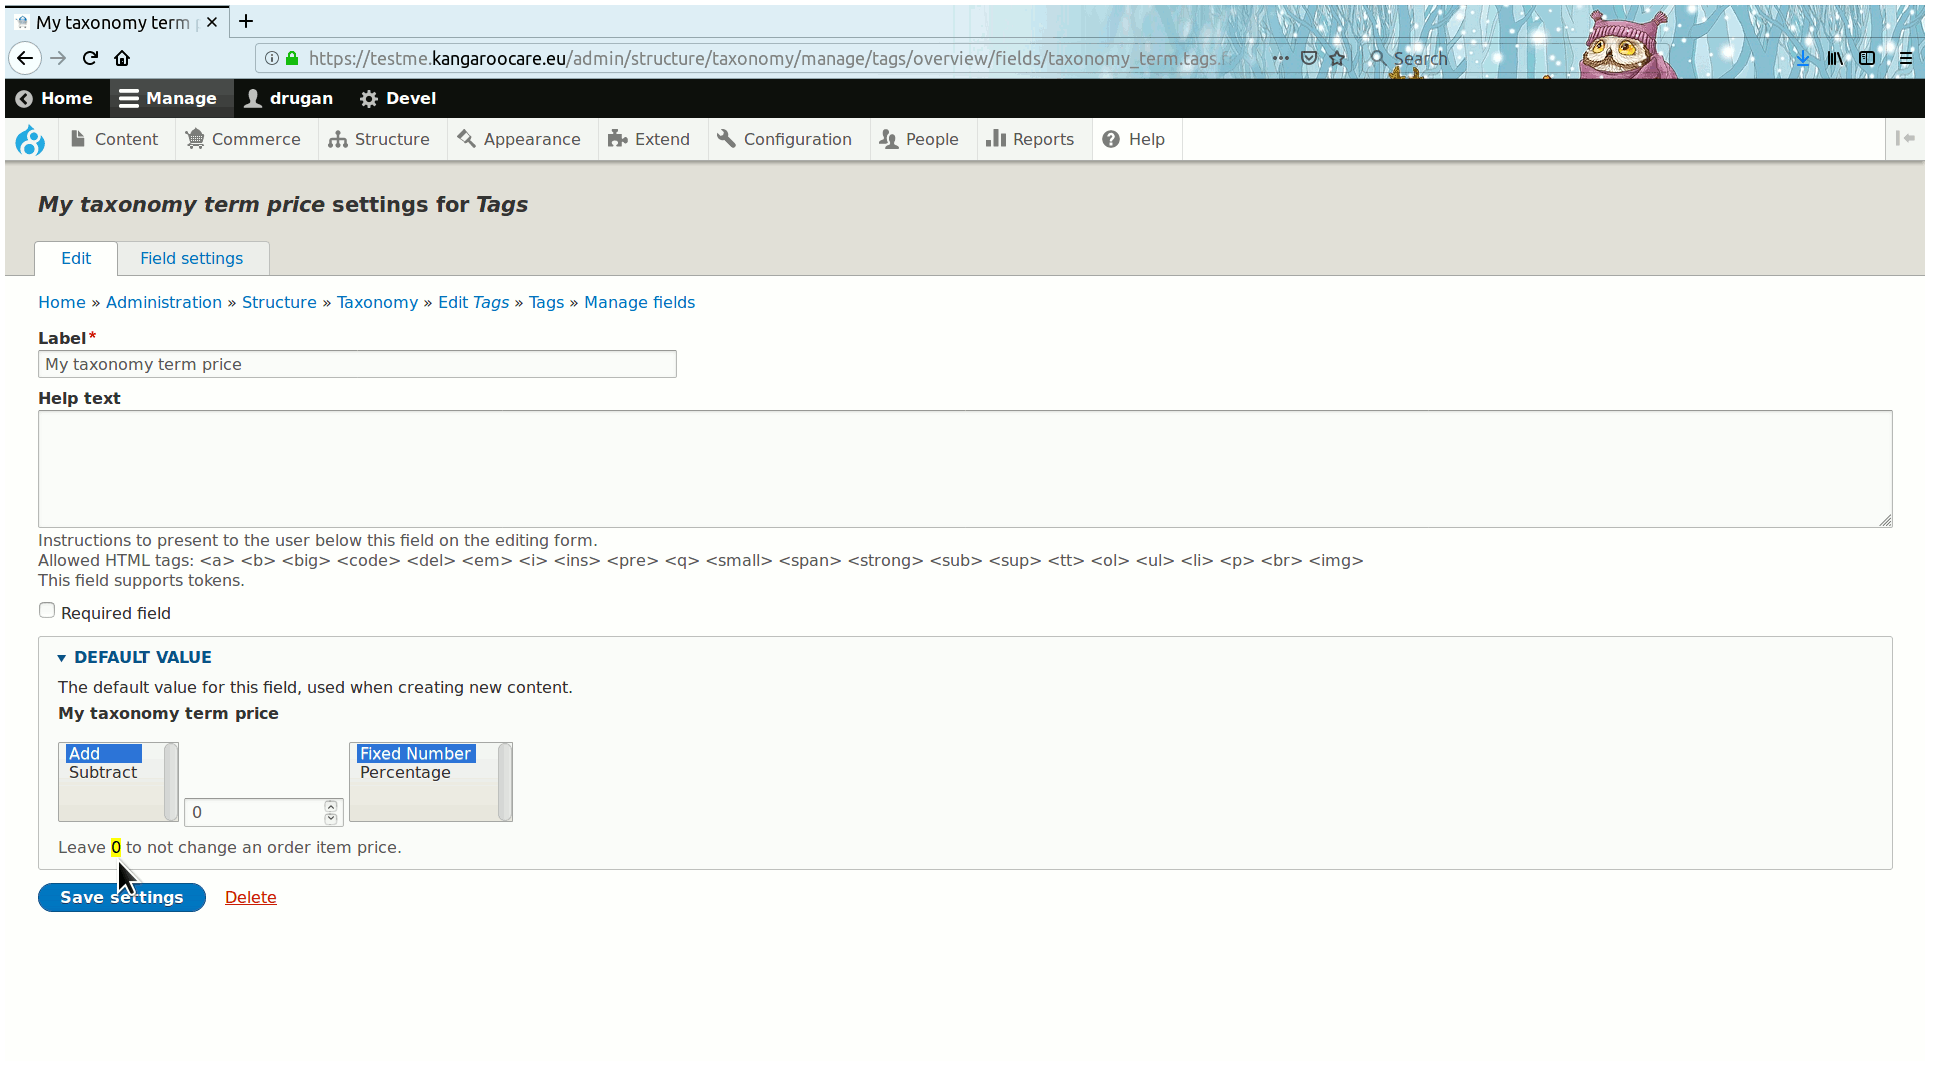 My taxonomy term
https://testme.kangaroocare.eu/admin/structure/taxonomy/manage/tags/overview/fields/taxonomy_term.tags.f
Search
Home Manage drugan Devel
Content Commerce Structure Appearance Extend Configuration People Reports Help
My taxonomy term price settings for Tags
Edit Field settings
Home » Administration » Structure » Taxonomy » Edit Tags » Tags » Manage fields
Label*
My taxonomy term price
Help text
Instructions to present to the user below this field on the editing form.
Allowed HTML tags: <a> <b> <big> <code> <del> <em> <i> <ins> <pre> <q> <small> <span> <strong> <sub> <sup> <tt> <ol> <ul> <li> <p> <br> <img>
This field supports tokens.
Required field
DEFAULT VALUE
The default value for this field, used when creating new content.
My taxonomy term price
Add Fixed Number
Subtract Percentage
0
Leave 0 to not change an order item price.
Save settings Delete